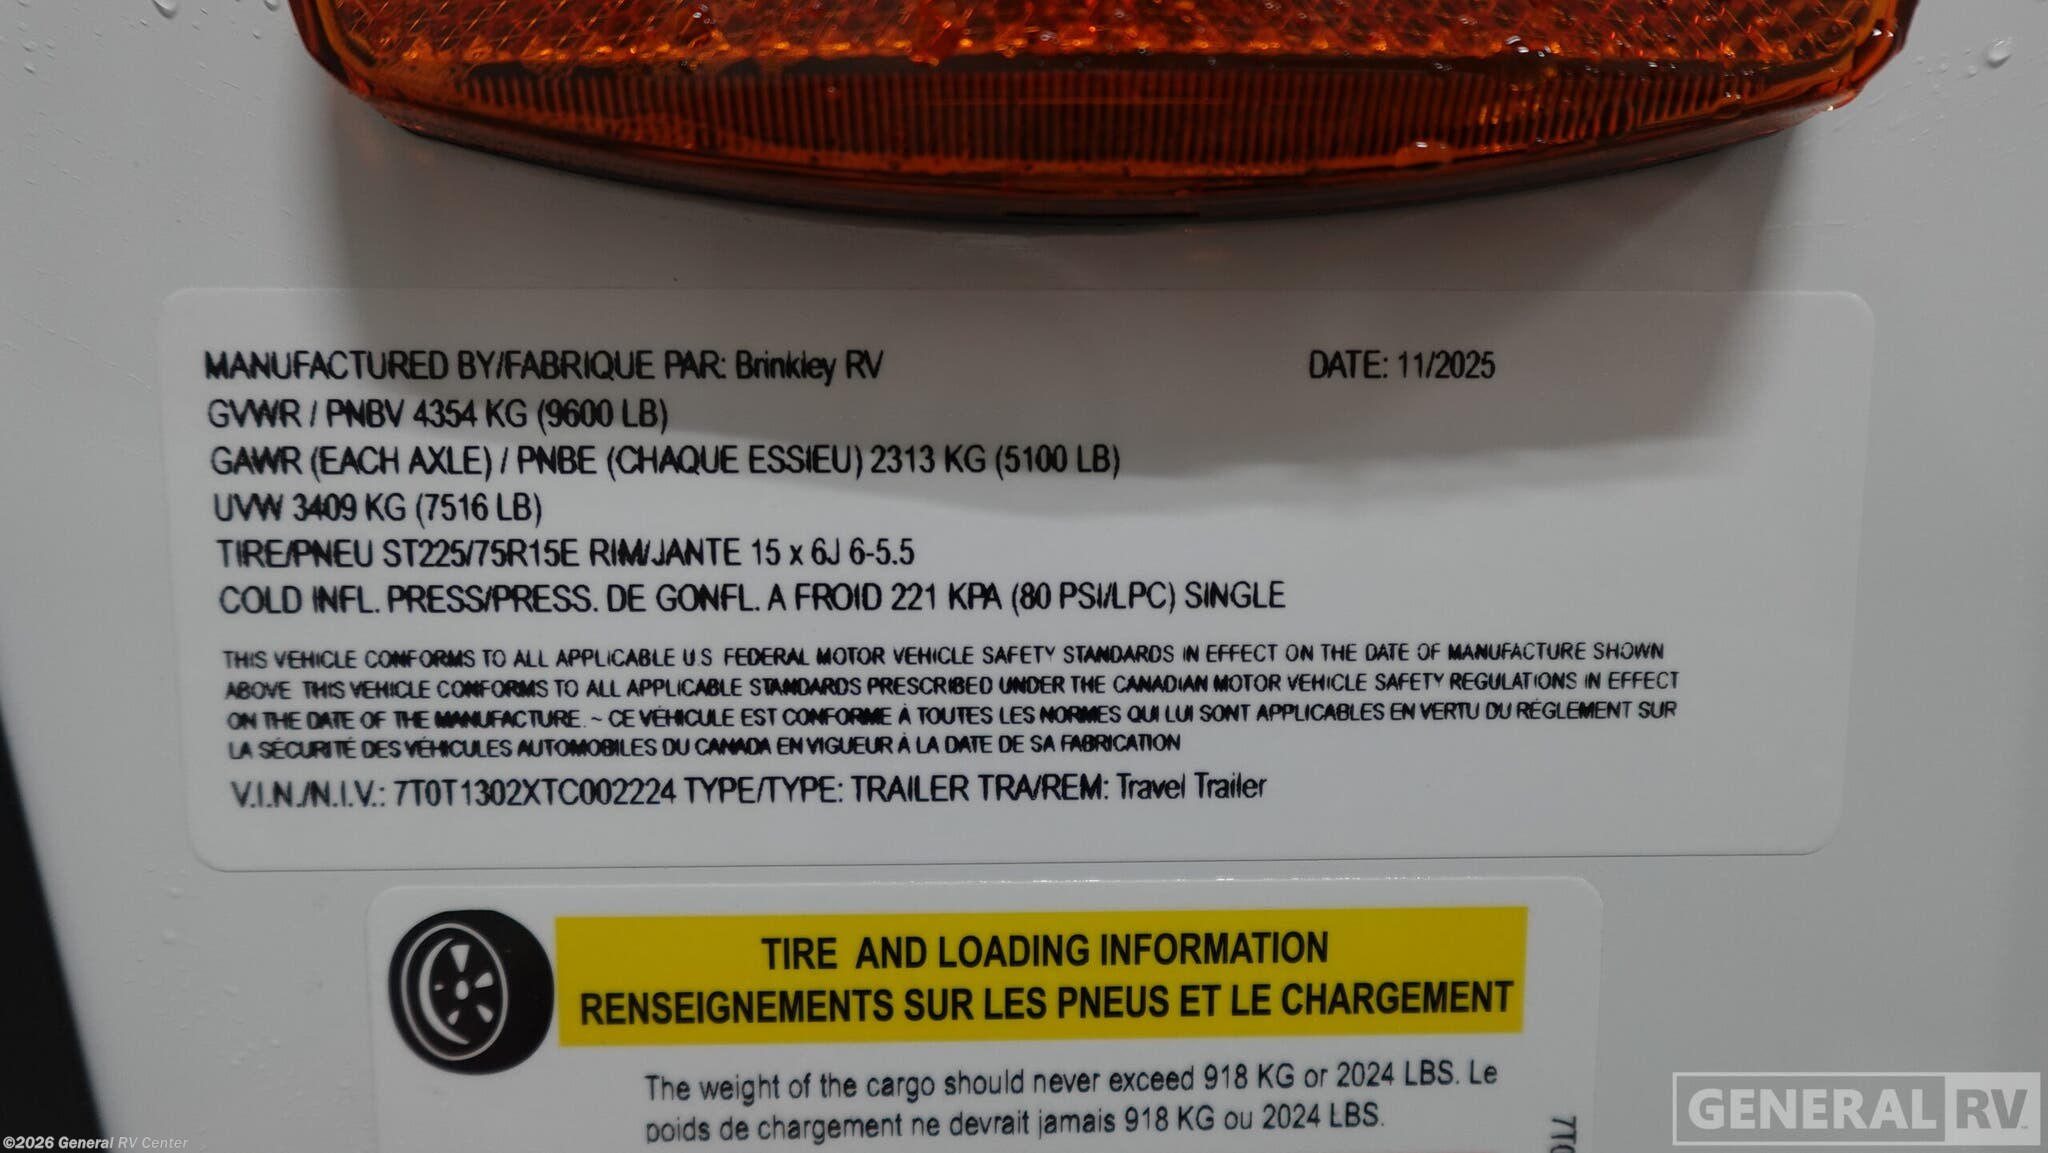 MANUFACTURED BY/FABRIQUE PAR: Brinkley RV DATE: 11/2025
GVWR / PNBV 4354 KG (9600 LB)
GAWR (EACH AXLE) / PNBE (CHAQUE ESSIEU) 2313 KG (5100 LB)
UVW 3409 KG (7516 LB)
TIRE/PNEU ST225/75R15E RIM/JANTE 15 x 6J 6-5.5
COLD INFL. PRESS/PRESS. DE GONFL. A FROID 221 KPA (80 PSI/LPC) SINGLE
THIS VEHICLE CONFORMS TO ALL APPLICABLE U.S FEDERAL MOTOR VEHICLE SAFETY STANDARDS IN EFFECT ON THE DATE OF MANUFACTURE SHOWN
ABOVE THIS VEHICLE CONFORMS TO ALL APPLICABLE STANDARDS PRESCRIBED UNDER THE CANADIAN MOTOR VEHICLE SAFETY REGULATIONS IN EFFECT
ON THE DATE OF THE MANUFACTURE. ~ CE VÉHICULE EST CONFORME À TOUTES LES NORMES QUI LUI SONT APPLICABLES EN VERTU DU RÉGLEMENT SUR
LA SÉCURITÉ DES VÉHICULES AUTOMOBILES DU CANADA EN VIGUEUR À LA DATE DE SA FABRICATION
V.I.N./N.I.V.: 7T0T1302XTC002224 TYPE/TYPE: TRAILER TRA/REM: Travel Trailer
TIRE AND LOADING INFORMATION
RENSEIGNEMENTS SUR LES PNEUS ET LE CHARGEMENT
The weight of the cargo should never exceed 918 KG or 2024 LBS. Le
poids de chargement ne devrait jamais 918 KG ou 2024 LBS.
GENERAL RV
©2026 General RV Center